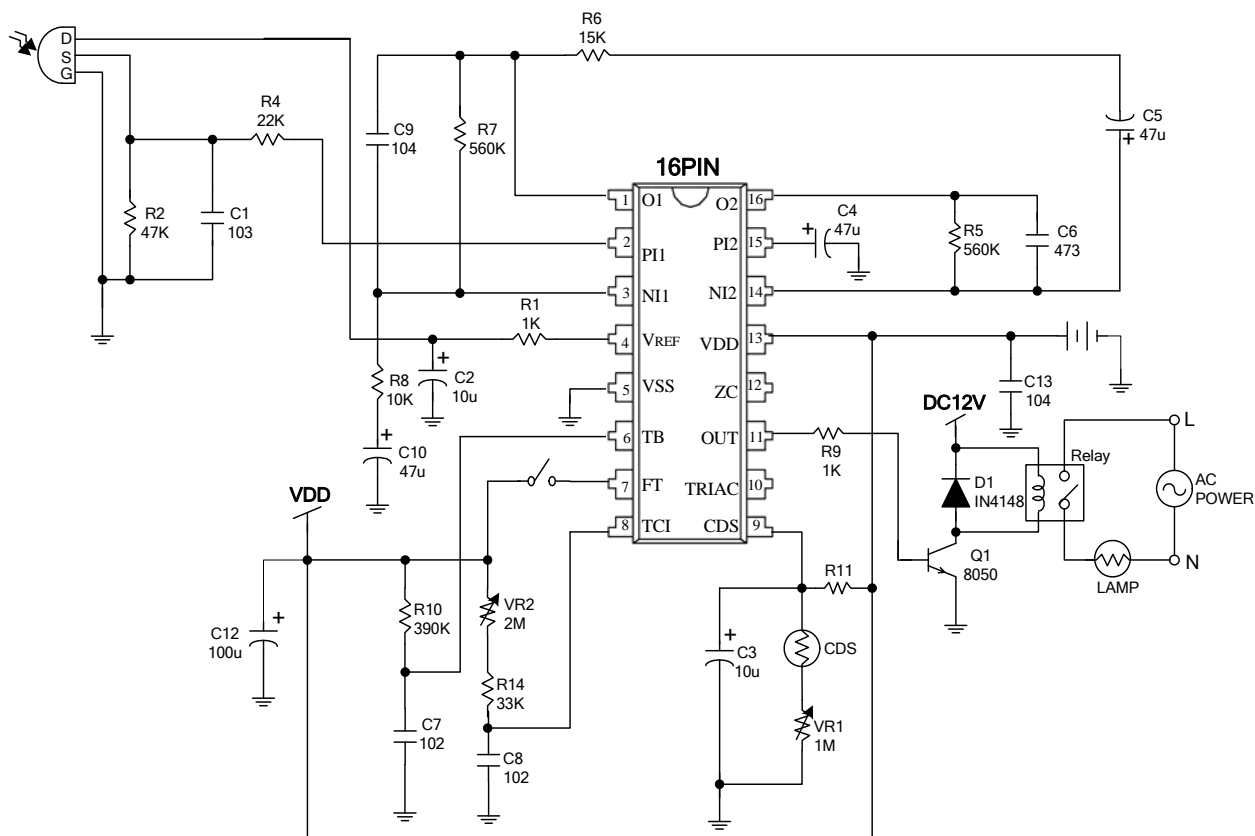 D
S
G
R6
15K
R4
22K
C9
104
R7
560K
C5
47u
+
16PIN
R2
47K
C1
103
1 O1
2 PI1
3 NI1
4 VREF
5 VSS
6 TB
7 FT
8 TCI
O2 16
PI2 15
NI2 14
VDD 13
ZC 12
OUT 11
TRIAC 10
CDS 9
C4
47u
+
R5
560K
C6
473
R1
1K
+
C2
10u
R8
10K
+
C10
47u
C13
104
DC12V
R9
1K
D1
IN4148
Relay
L
AC
POWER
N
LAMP
Q1
8050
VDD
+
C12
100u
R10
390K
VR2
2M
R14
33K
C7
102
C8
102
R11
+
C3
10u
CDS
VR1
1M